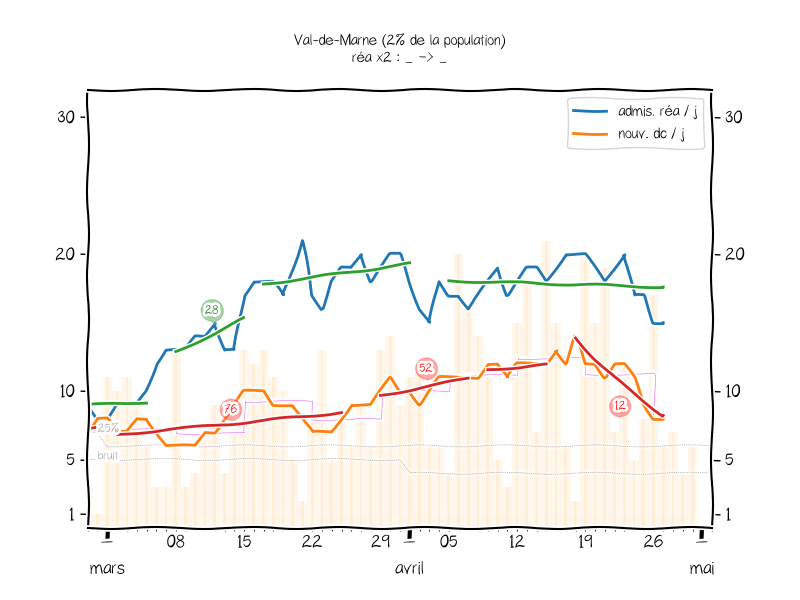 Val-de-Marne (2% de la population)
réa x2 : _ -> _
admis. réa / j
nouv. dc / j
30
30
20
20
10
10
5
5
1
1
28
76
52
12
25%
bruit
08
15
22
29
05
12
19
26
mars
avril
mai